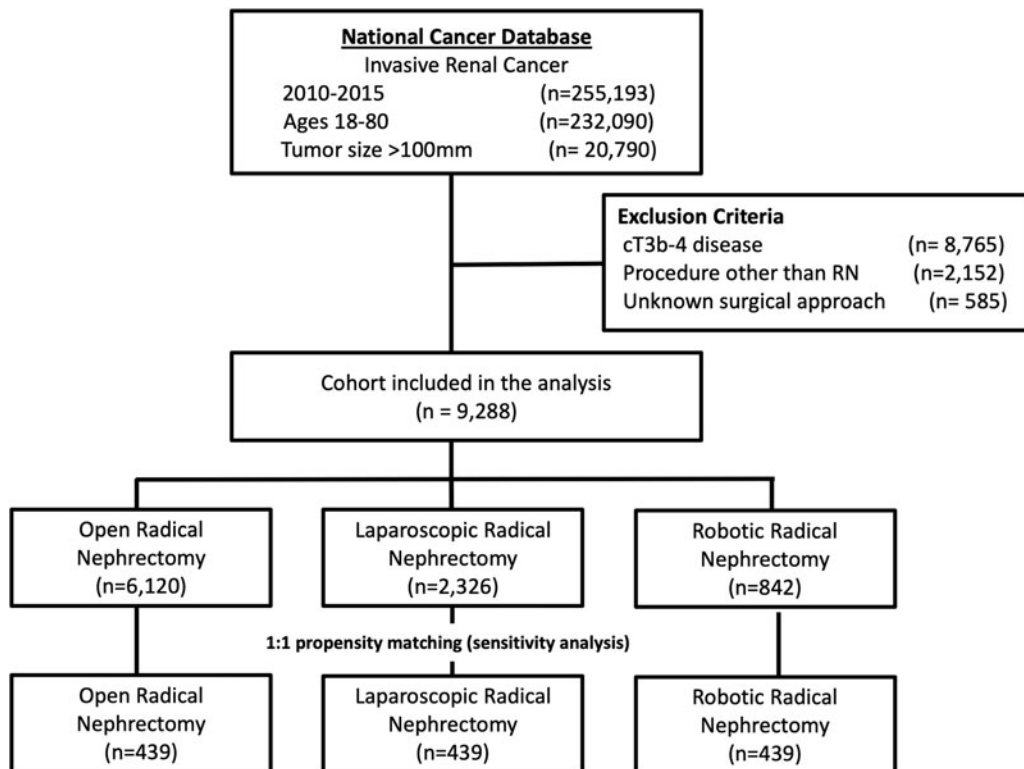 National Cancer Database
Invasive Renal Cancer
2010-2015 (n=255,193)
Ages 18-80 (n=232,090)
Tumor size >100mm (n= 20,790)
Exclusion Criteria
cT3b-4 disease (n= 8,765)
Procedure other than RN (n=2,152)
Unknown surgical approach (n= 585)
Cohort included in the analysis
(n = 9,288)
Open Radical
Nephrectomy
(n=6,120)
Laparoscopic Radical
Nephrectomy
(n=2,326)
Robotic Radical
Nephrectomy
(n=842)
1:1 propensity matching (sensitivity analysis)
Open Radical
Nephrectomy
(n=439)
Laparoscopic Radical
Nephrectomy
(n=439)
Robotic Radical
Nephrectomy
(n=439)